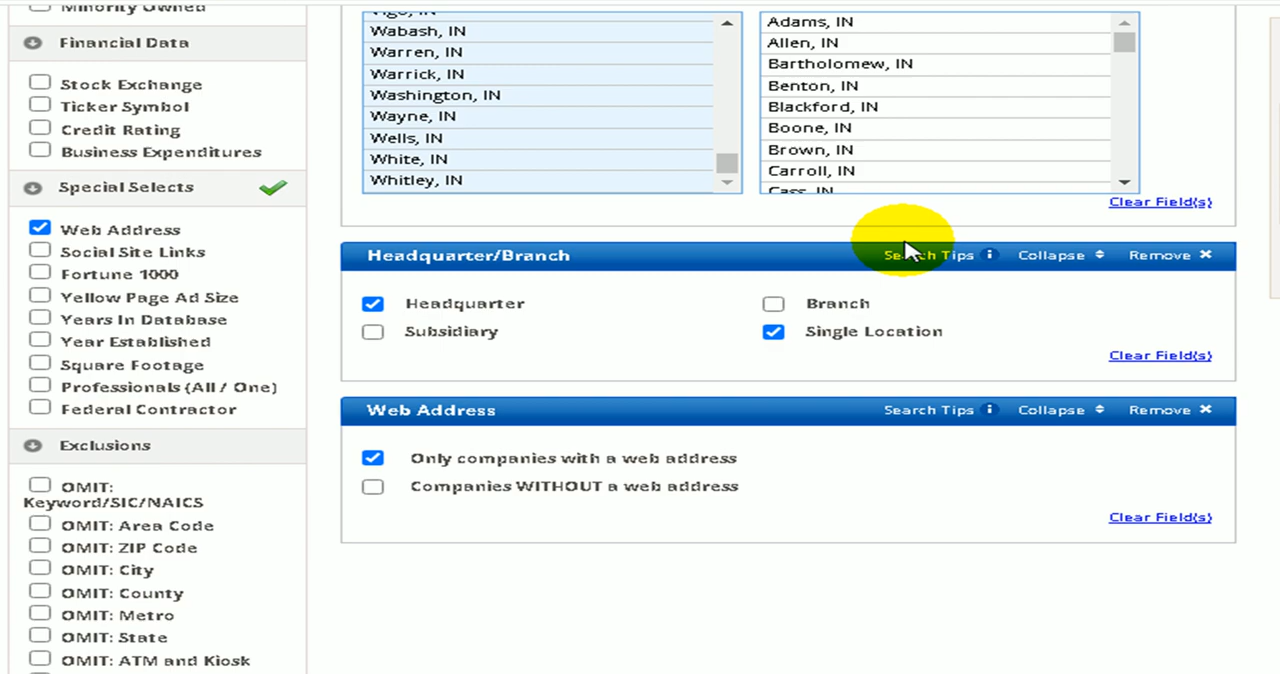 Minority Owned
Financial Data
Stock Exchange
Ticker Symbol
Credit Rating
Business Expenditures
Special Selects
Web Address
Social Site Links
Fortune 1000
Yellow Page Ad Size
Years In Database
Year Established
Square Footage
Professionals (All / One)
Federal Contractor
Exclusions
OMIT:
Keyword/SIC/NAICS
OMIT: Area Code
OMIT: ZIP Code
OMIT: City
OMIT: County
OMIT: Metro
OMIT: State
OMIT: ATM and Kiosk
Vigo, IN
Wabash, IN
Warren, IN
Warrick, IN
Washington, IN
Wayne, IN
Wells, IN
White, IN
Whitley, IN
Adams, IN
Allen, IN
Bartholomew, IN
Benton, IN
Blackford, IN
Boone, IN
Brown, IN
Carroll, IN
Cass, IN
Clear Field(s)
Headquarter/Branch Search Tips Collapse Remove
Headquarter Branch
Subsidiary Single Location
Clear Field(s)
Web Address Search Tips Collapse Remove
Only companies with a web address
Companies WITHOUT a web address
Clear Field(s)